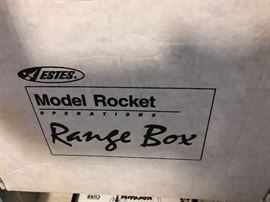 ESTES
Model Rocket
OPERATIONS
Range Box